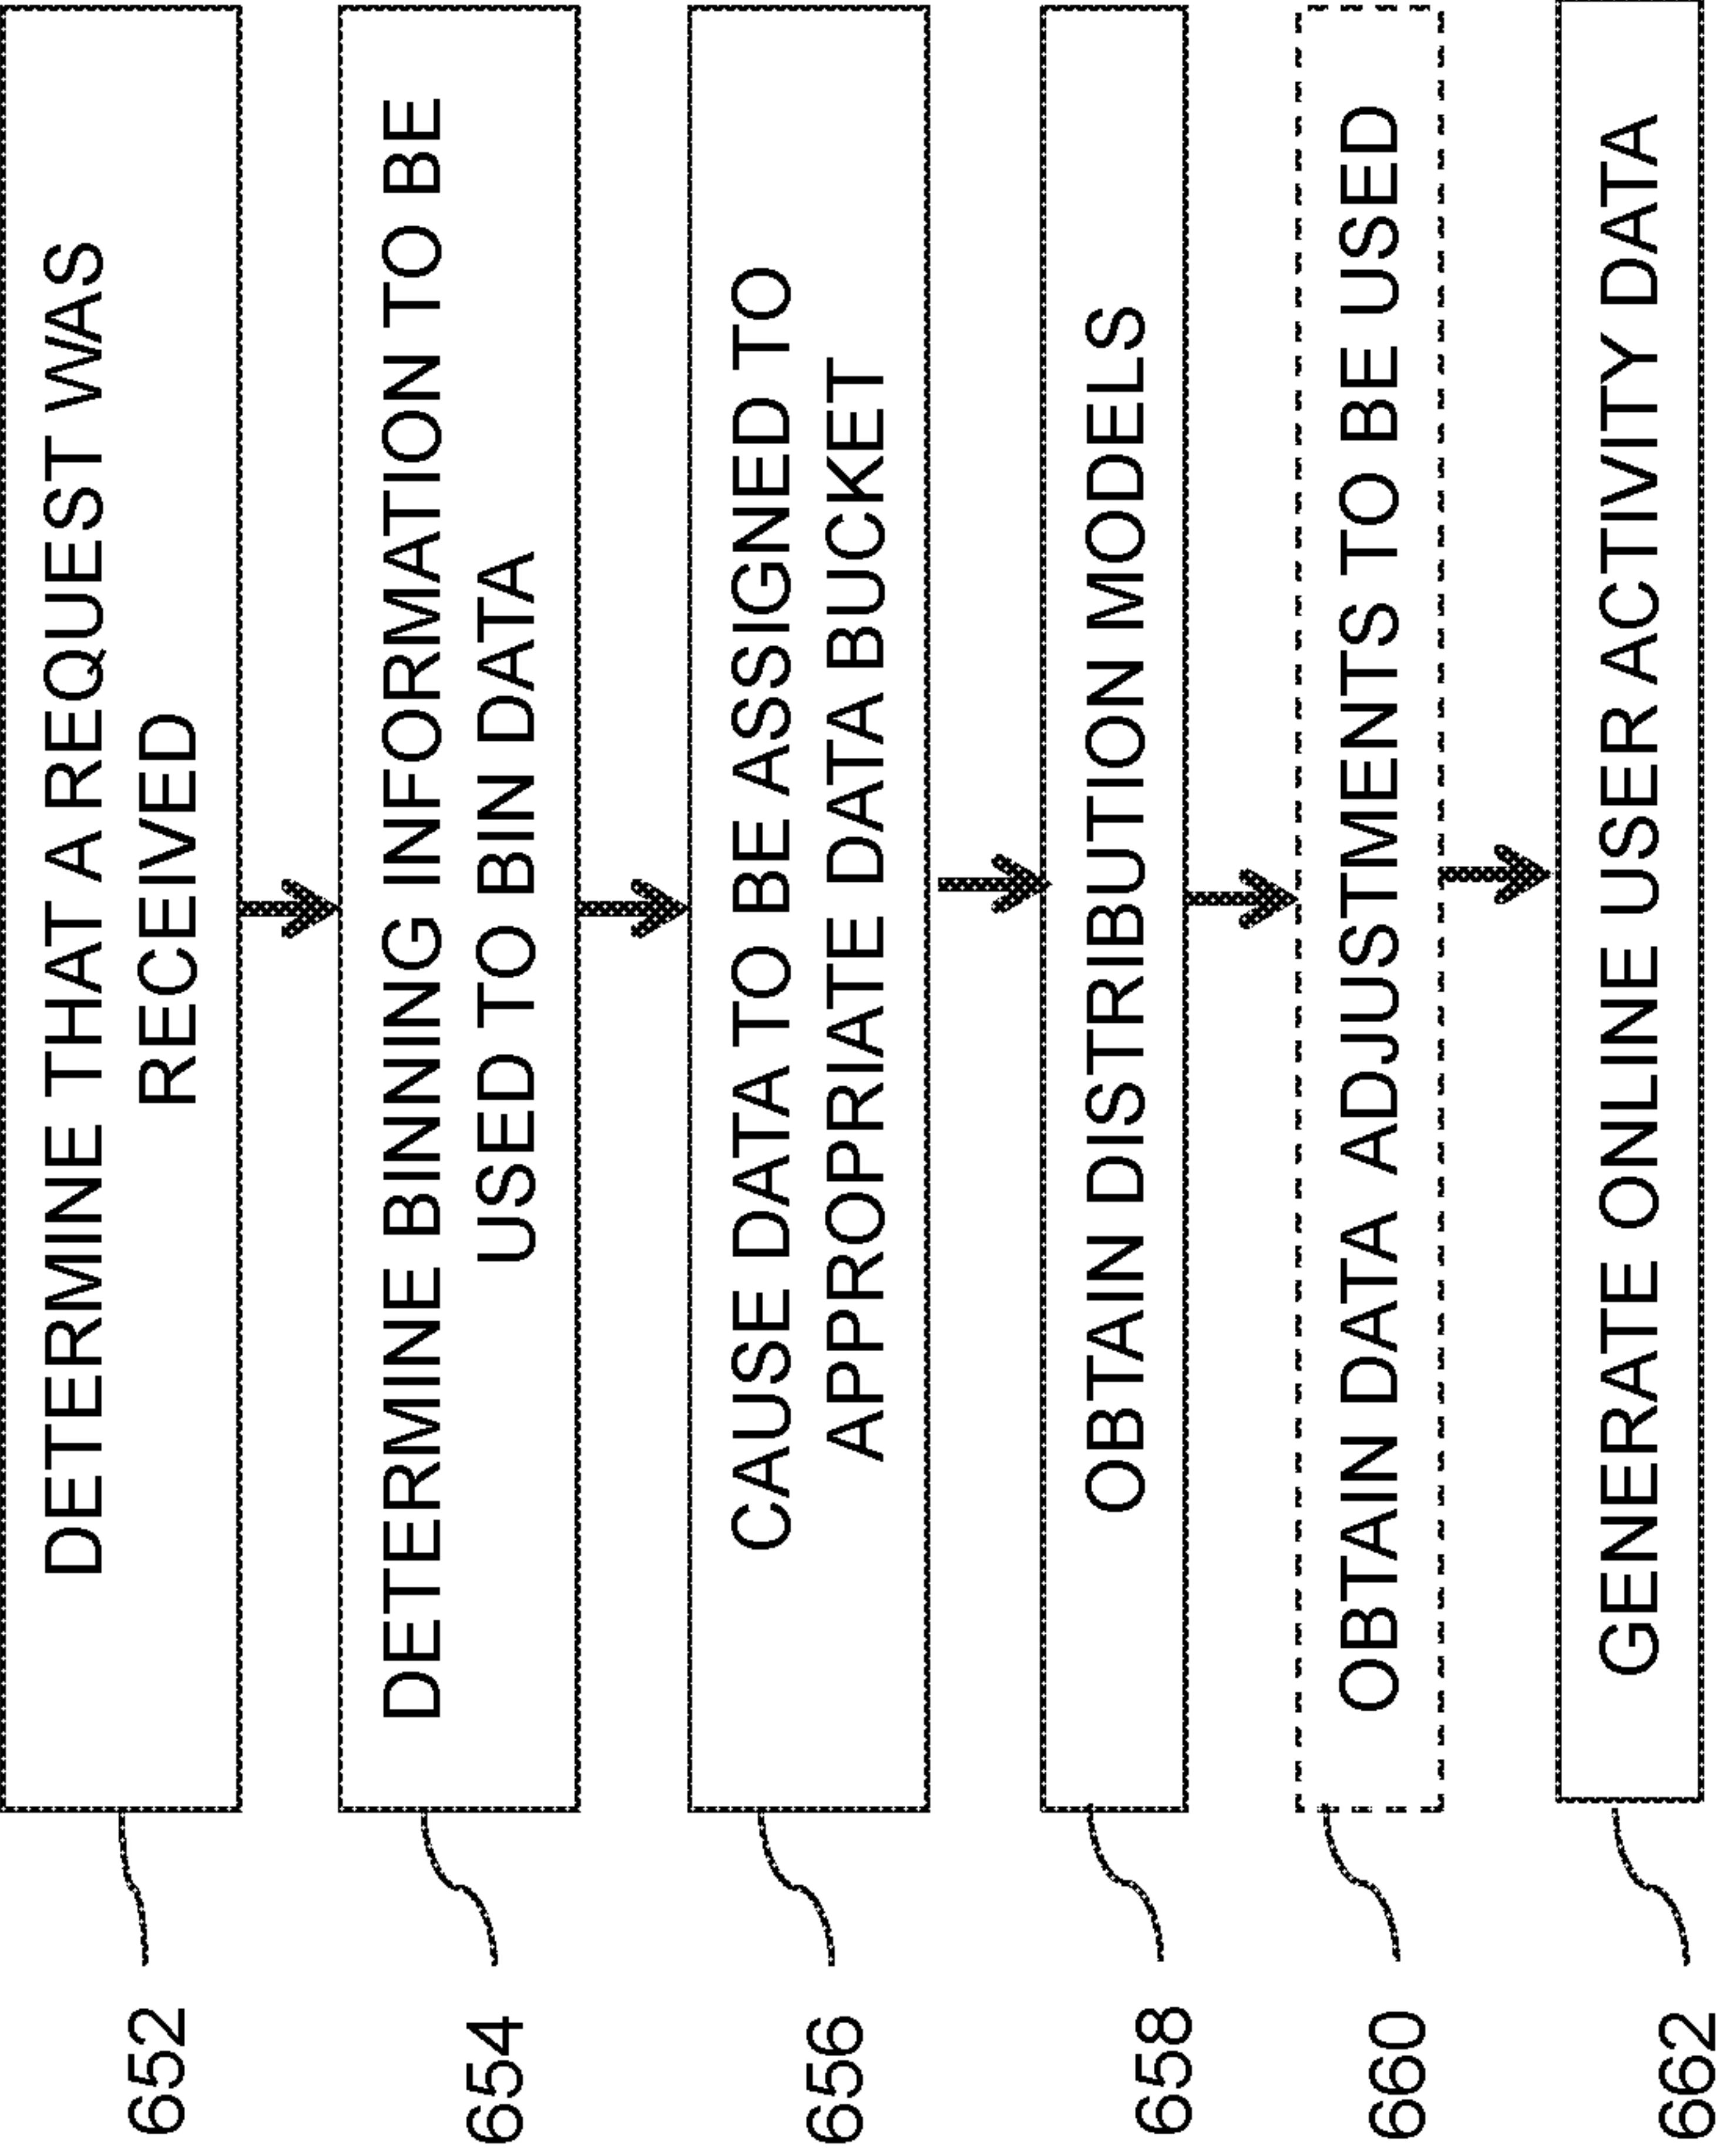 652
DETERMINE THAT A REQUEST WAS
RECEIVED
654
DETERMINE BINNING INFORMATION TO BE
USED TO BIN DATA
656
CAUSE DATA TO BE ASSIGNED TO
APPROPRIATE DATA BUCKET
658
OBTAIN DISTRIBUTION MODELS
660
OBTAIN DATA ADJUSTMENTS TO BE USED
662
GENERATE ONLINE USER ACTIVITY DATA